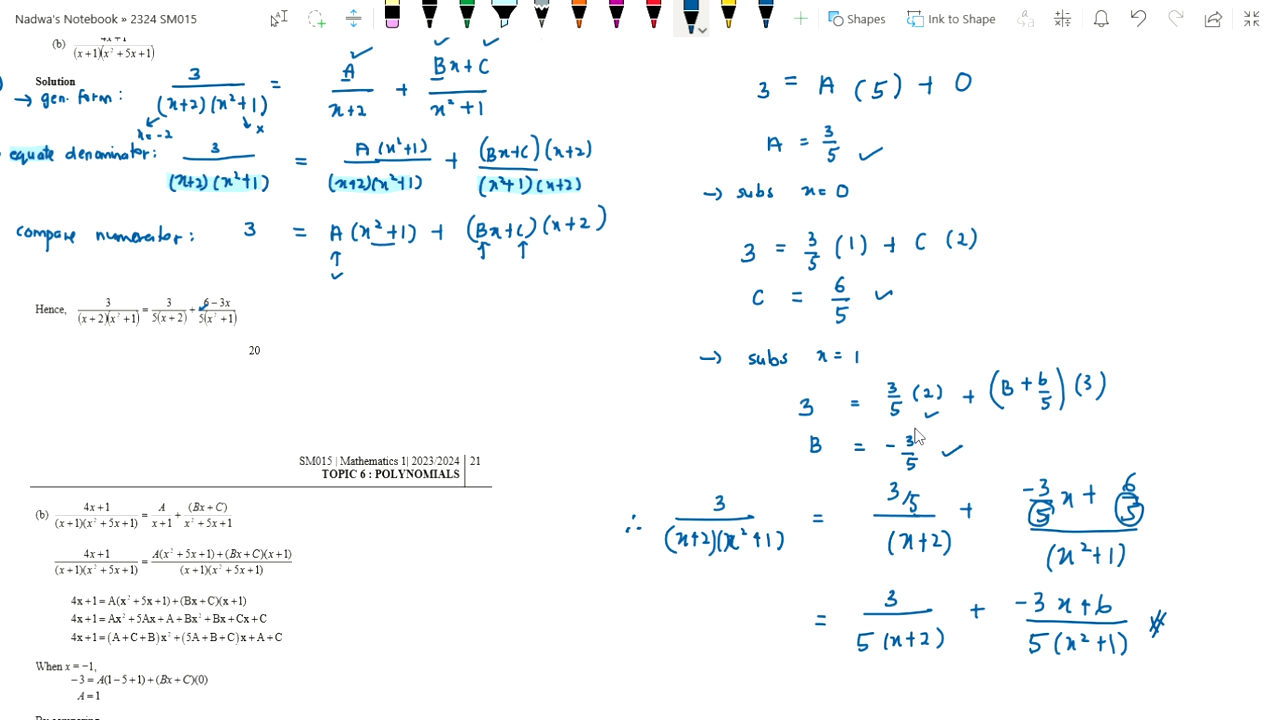 Nadwa's Notebook » 2324 SM015
Shapes
Ink to Shape
(b) 4x+1 / (x+1)(x²+5x+1)
Solution
→ gen. form : 3 / (x+2)(x²+1) = A / x+2 + Bx+C / x²+1
x=-2 x
equate denominator: 3 / (x+2)(x²+1) = A(x²+1) / (x+2)(x²+1) + (Bx+C)(x+2) / (x²+1)(x+2)
compare numerator: 3 = A(x²+1) + (Bx+C)(x+2)
Hence, 3 / (x+2)(x²+1) = 3 / 5(x+2) + 6-3x / 5(x²+1)
20
SM015 | Mathematics 1| 2023/2024 | 21
TOPIC 6 : POLYNOMIALS
(b) 4x+1 / (x+1)(x²+5x+1) = A / x+1 + (Bx+C) / x²+5x+1
4x+1 / (x+1)(x²+5x+1) = A(x²+5x+1)+(Bx+C)(x+1) / (x+1)(x²+5x+1)
4x+1=A(x²+5x+1)+(Bx+C)(x+1)
4x+1=Ax²+5Ax+A+Bx²+Bx+Cx+C
4x+1=(A+C+B)x²+(5A+B+C)x+A+C
When x = −1,
-3=A(1-5+1)+(Bx+C)(0)
A=1
By comparing
3 = A (5) + 0
A = 3/5 ✓
→ subs x=0
3 = 3/5 (1) + C (2)
C = 6/5 ✓
→ subs x=1
3 = 3/5 (2) + (B + 6/5) (3)
B = - 3/5 ✓
∴ 3 / (x+2)(x²+1) = 3/5 / (x+2) + -3/5 x + 6/5 / (x²+1)
= 3 / 5(x+2) + -3x+6 / 5(x²+1)